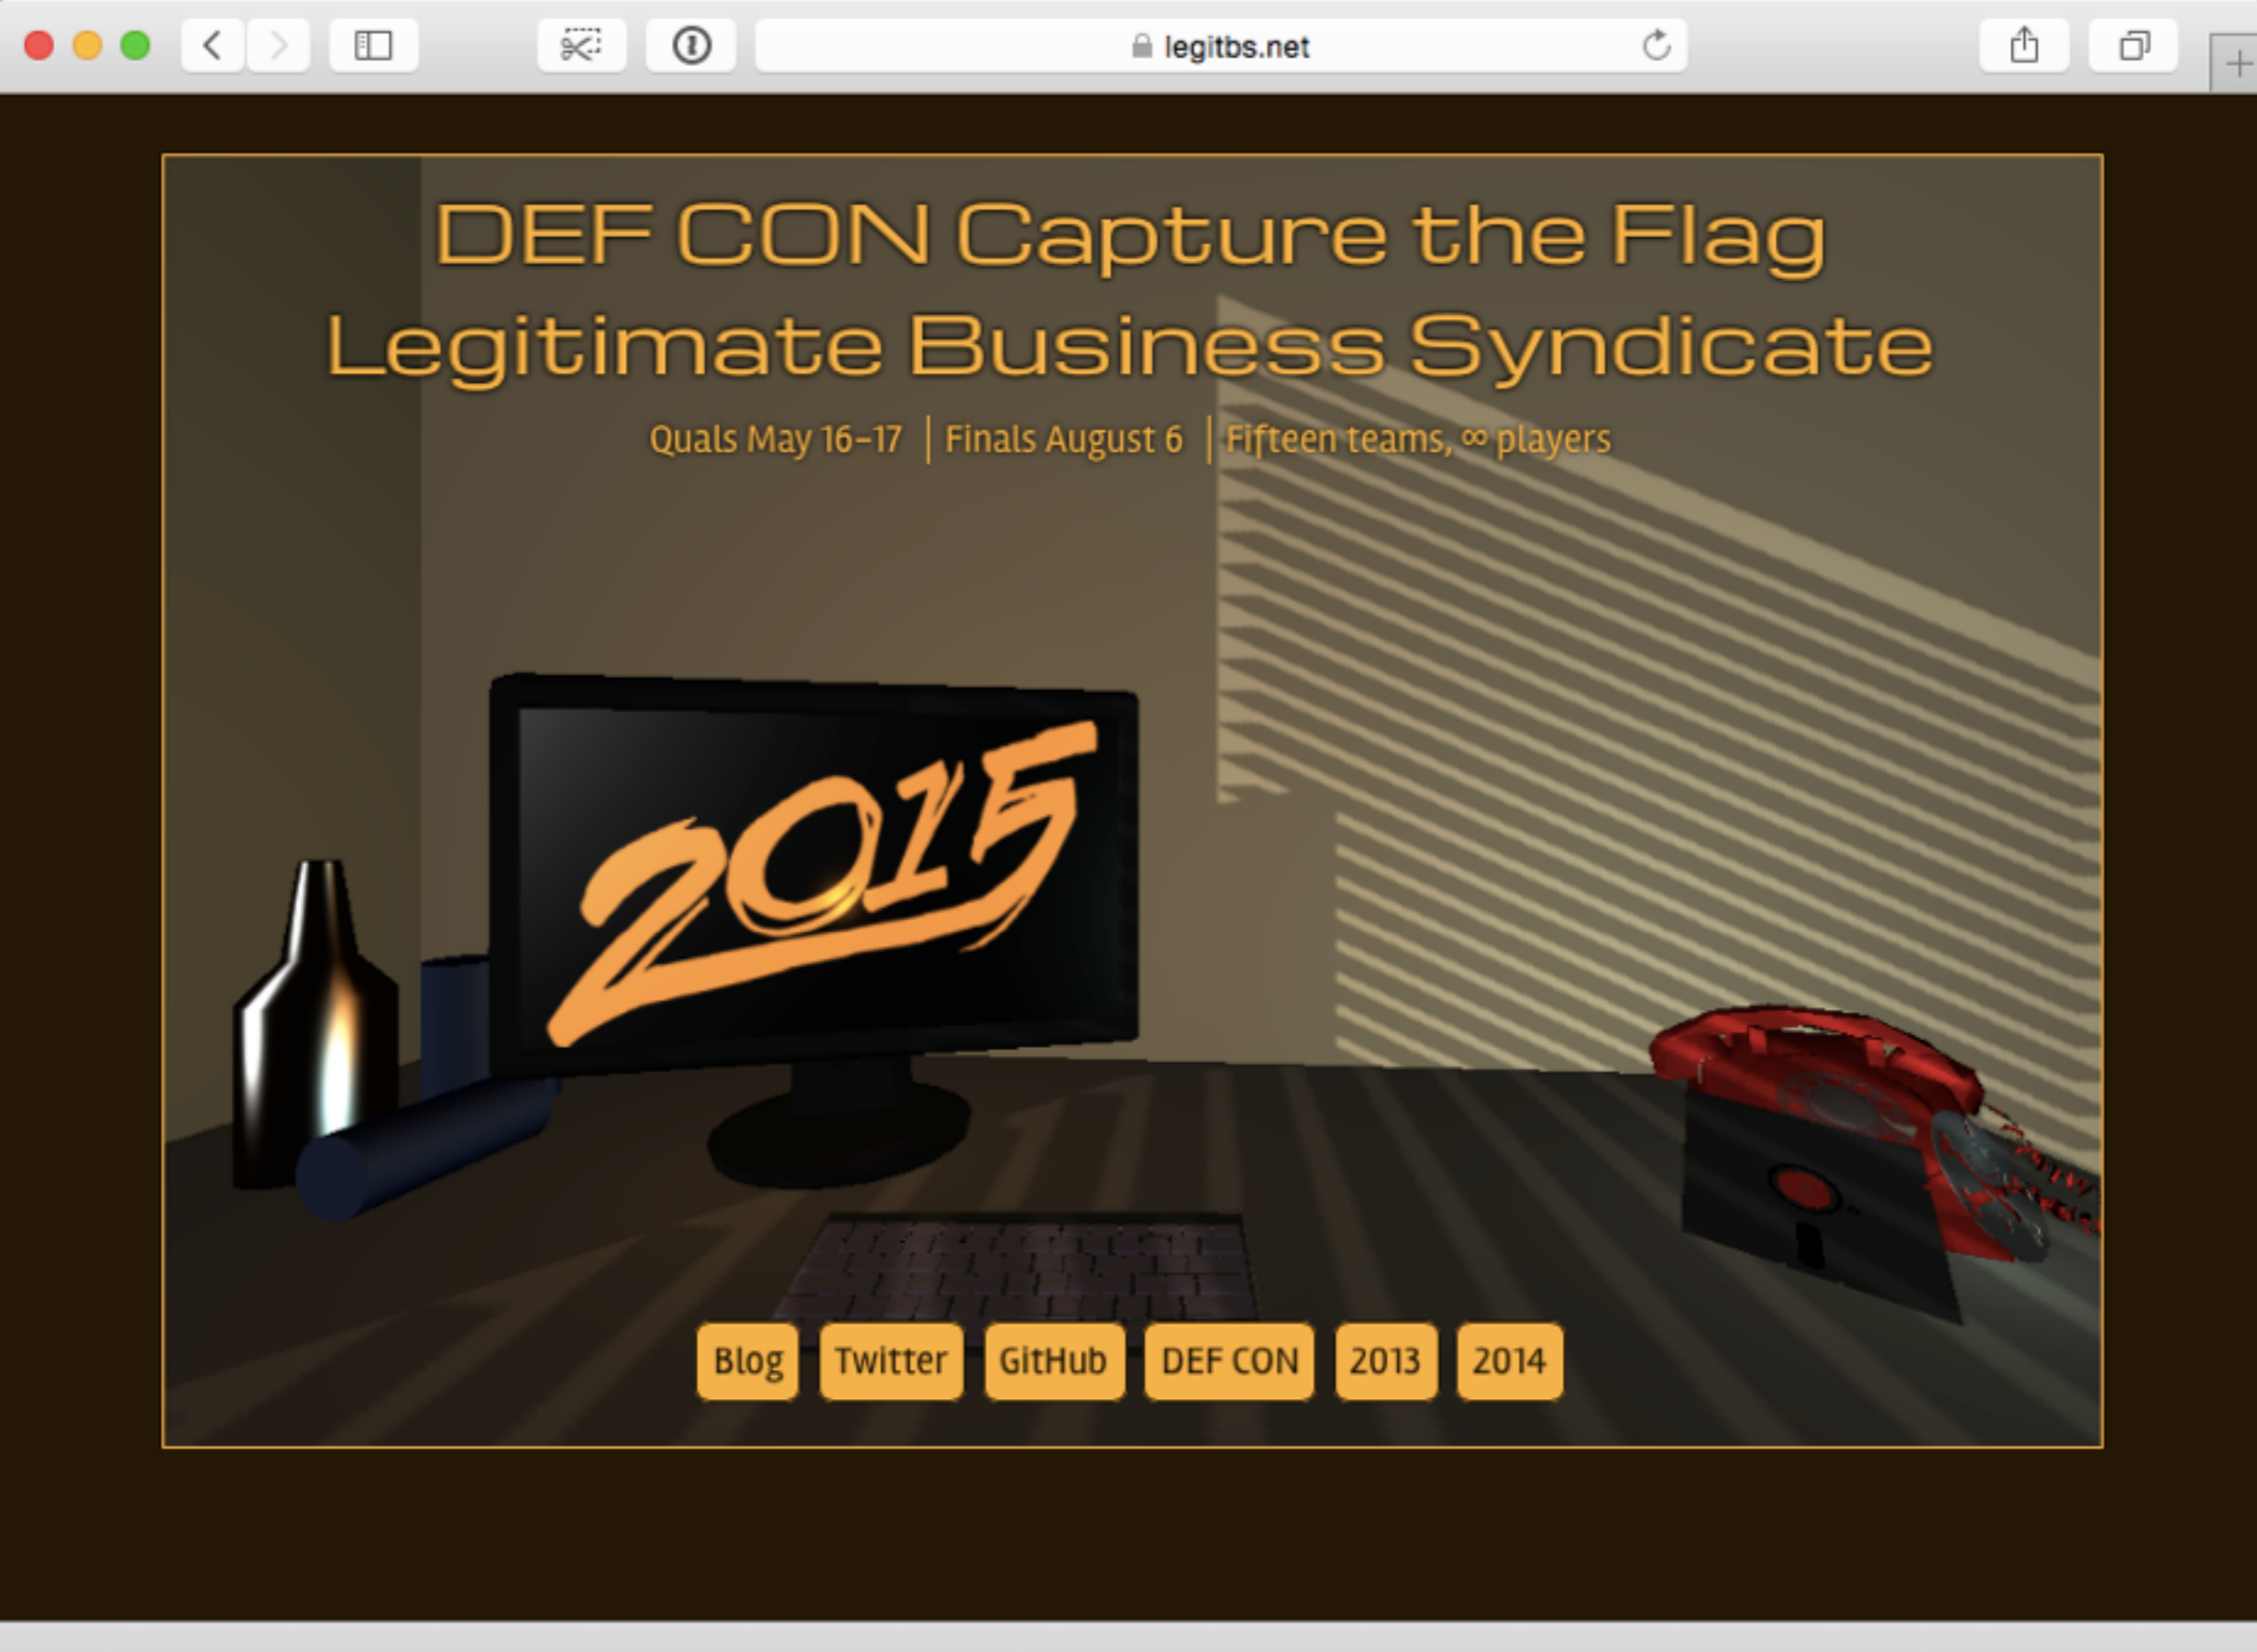 legitbs.net
DEF CON Capture the Flag
Legitimate Business Syndicate
Quals May 16-17 | Finals August 6 | Fifteen teams, ∞ players
2015
Blog Twitter GitHub DEF CON 2013 2014